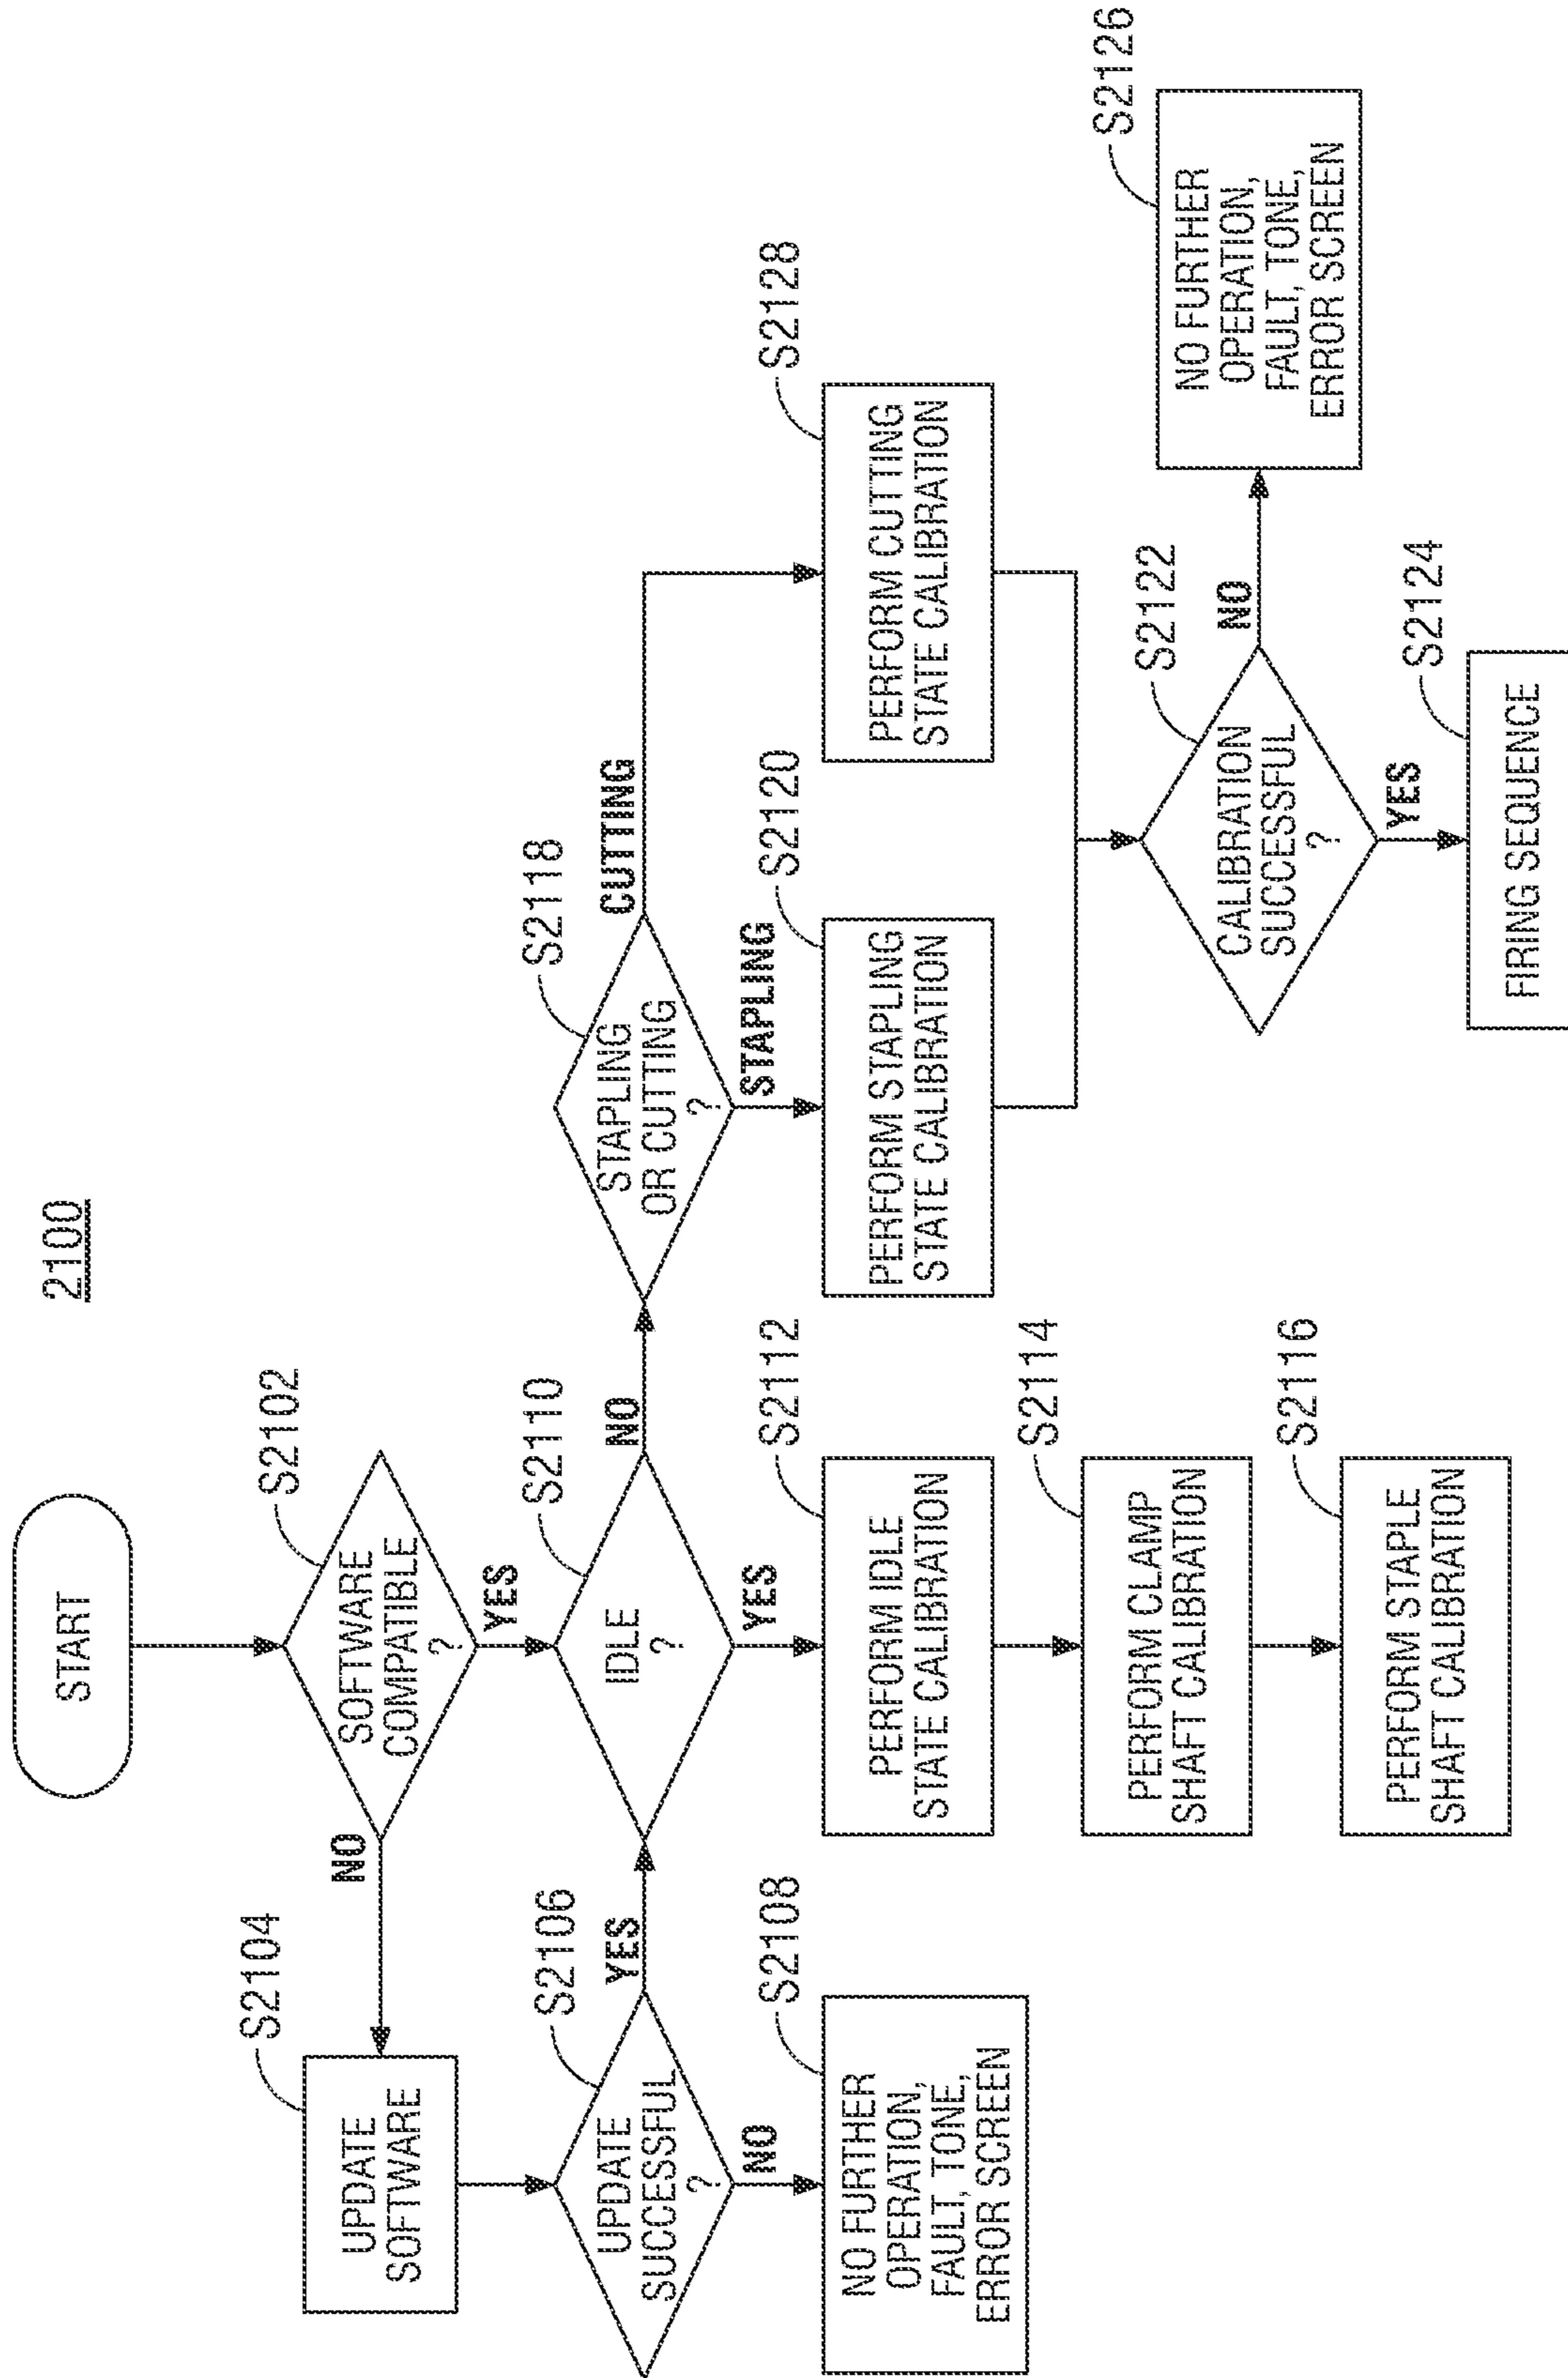 2100
START
S2102
SOFTWARE
COMPATIBLE
?
NO
YES
S2104
UPDATE
SOFTWARE
S2106
UPDATE
SUCCESSFUL
?
YES
NO
S2108
NO FURTHER
OPERATION,
FAULT, TONE,
ERROR SCREEN
S2110
IDLE
?
NO
YES
S2112
PERFORM IDLE
STATE CALIBRATION
S2114
PERFORM CLAMP
SHAFT CALIBRATION
S2116
PERFORM STAPLE
SHAFT CALIBRATION
S2118
STAPLING
OR CUTTING
?
CUTTING
STAPLING
S2120
PERFORM STAPLING
STATE CALIBRATION
S2128
PERFORM CUTTING
STATE CALIBRATION
S2122
CALIBRATION
SUCCESSFUL
?
NO
YES
S2126
NO FURTHER
OPERATION,
FAULT, TONE,
ERROR SCREEN
S2124
FIRING SEQUENCE